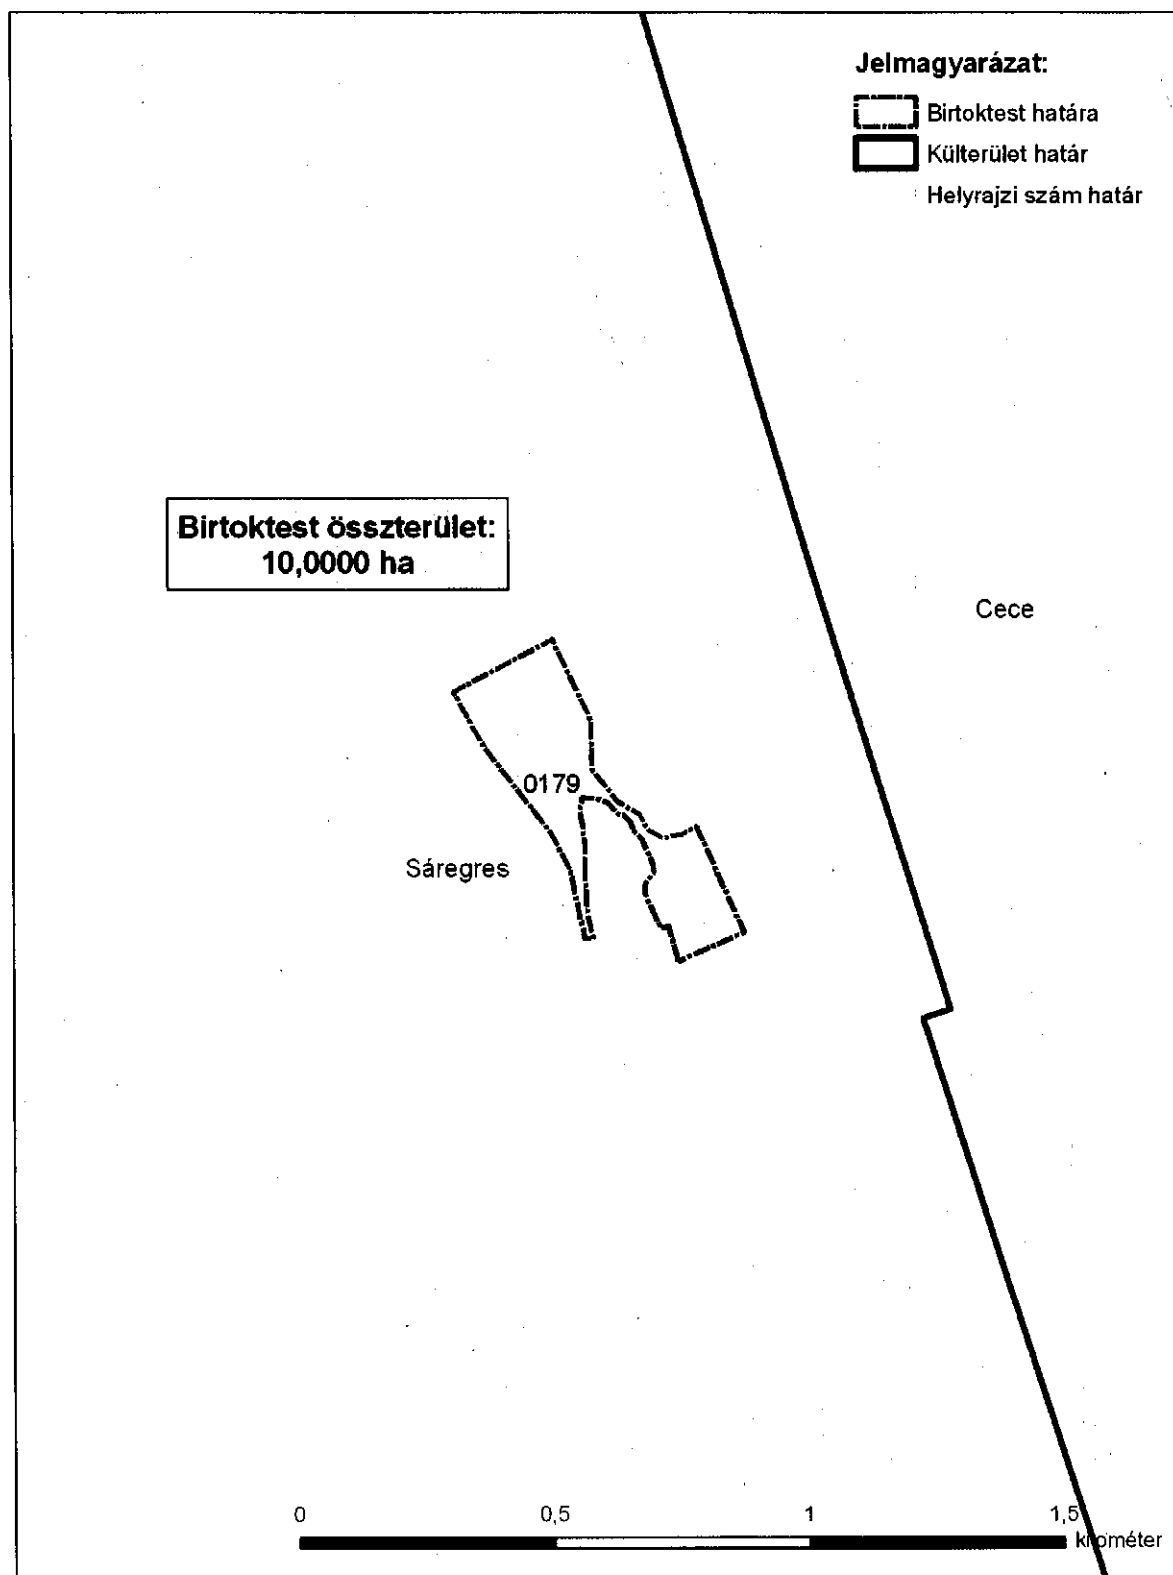 Jelmagyarázat:
Birtoktest határa
Külterület határ
Helyrajzi szám határ
Birtoktest összterület:
10,0000 ha
Cece
0179
Sáregres
0 0,5 1 1,5
kilométer